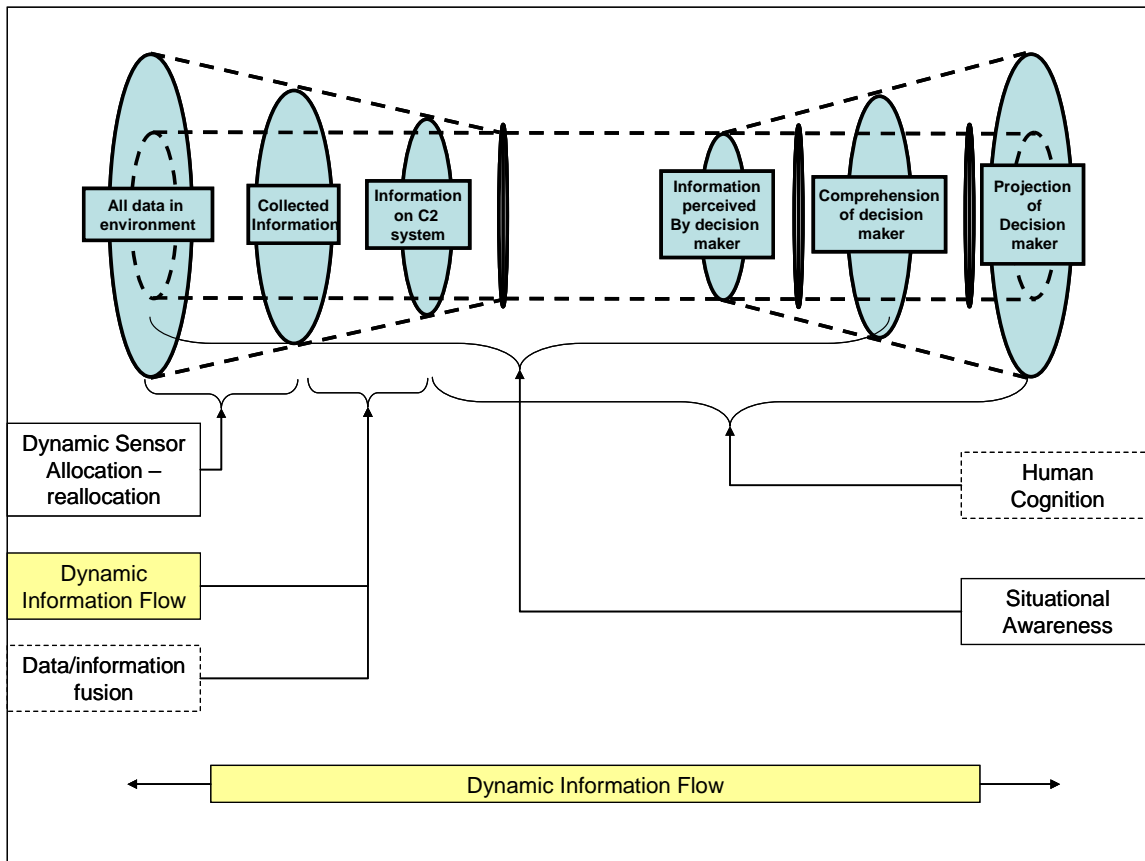 All data in
environment
Collected
Information
Information
on C2
system
Information
perceived
By decision
maker
Comprehension
of decision
maker
Projection
of
Decision
maker
Dynamic Sensor
Allocation –
reallocation
Human
Cognition
Dynamic
Information Flow
Situational
Awareness
Data/information
fusion
Dynamic Information Flow